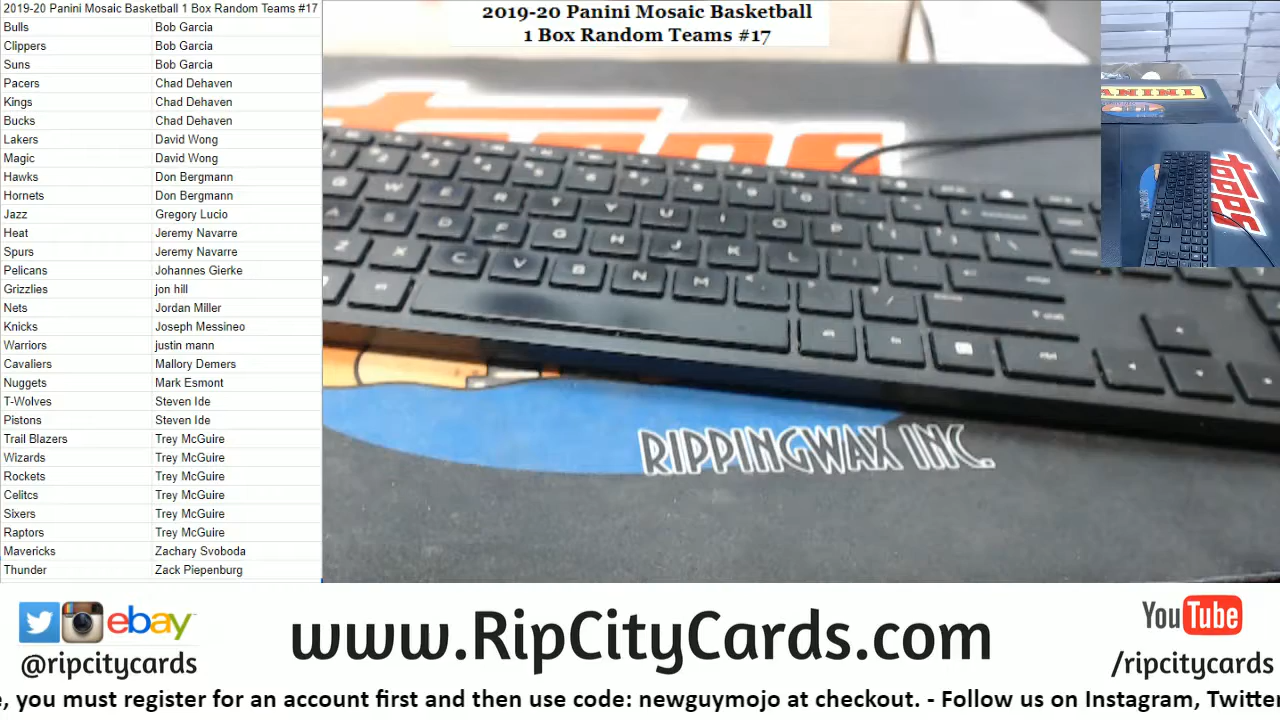 2019-20 Panini Mosaic Basketball 1 Box Random Teams #17
Bulls Bob Garcia
Clippers Bob Garcia
Suns Bob Garcia
Pacers Chad Dehaven
Kings Chad Dehaven
Bucks Chad Dehaven
Lakers David Wong
Magic David Wong
Hawks Don Bergmann
Hornets Don Bergmann
Jazz Gregory Lucio
Heat Jeremy Navarre
Spurs Jeremy Navarre
Pelicans Johannes Gierke
Grizzlies jon hill
Nets Jordan Miller
Knicks Joseph Messineo
Warriors justin mann
Cavaliers Mallory Demers
Nuggets Mark Esmont
T-Wolves Steven Ide
Pistons Steven Ide
Trail Blazers Trey McGuire
Wizards Trey McGuire
Rockets Trey McGuire
Celitcs Trey McGuire
Sixers Trey McGuire
Raptors Trey McGuire
Mavericks Zachary Svoboda
Thunder Zack Piepenburg
2019-20 Panini Mosaic Basketball
1 Box Random Teams #17
PANINI
Topps
RIPPINGWAX INC.
ebay
@ripcitycards
www.RipCityCards.com
YouTube
/ripcitycards
, you must register for an account first and then use code: newguymojo at checkout. - Follow us on Instagram, Twitter